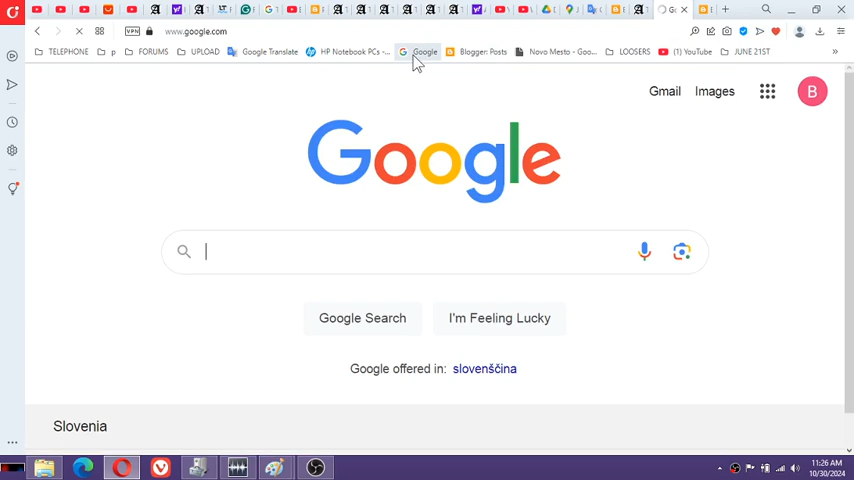 www.google.com
VPN
TELEPHONE
p
FORUMS
UPLOAD
Google Translate
HP Notebook PCs -...
Google
Blogger: Posts
Novo Mesto - Goo...
LOOSERS
(1) YouTube
JUNE 21ST
Gmail
Images
B
Google
Google Search
I'm Feeling Lucky
Google offered in: slovenščina
Slovenia
11:26 AM
10/30/2024